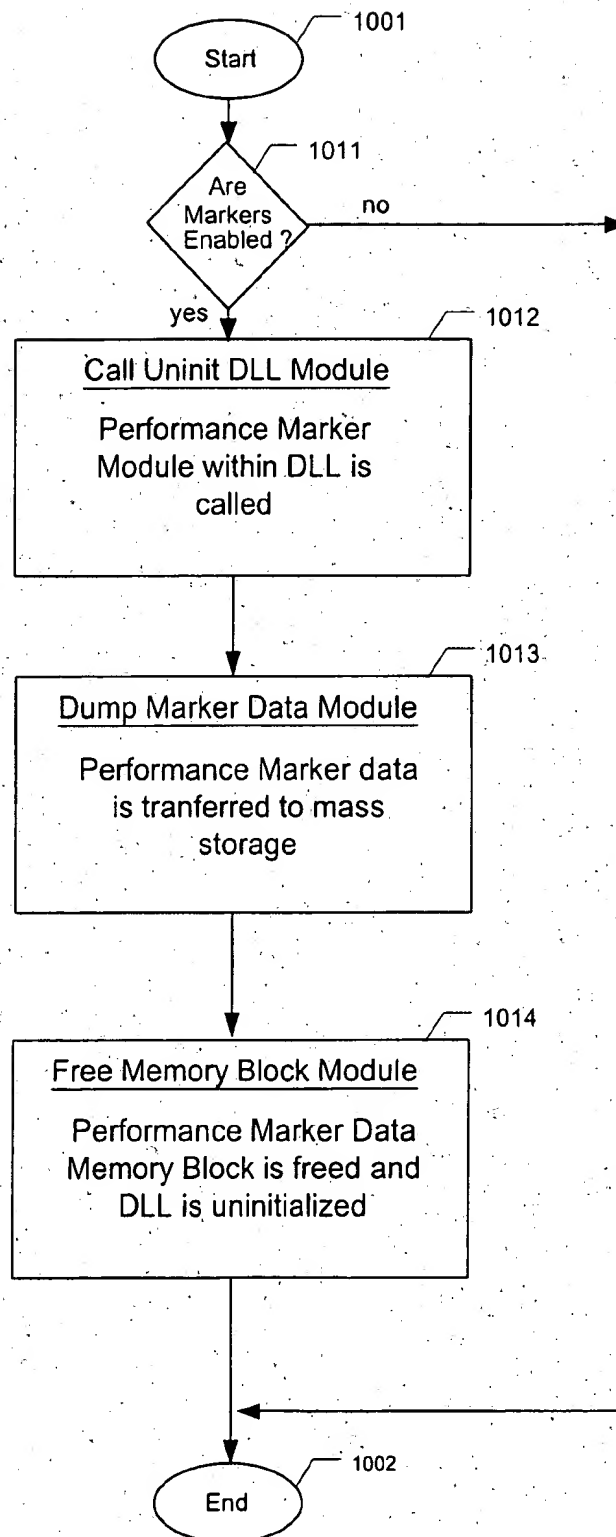 1001
Start
1011
Are
Markers
Enabled ?
no
yes
1012
Call Uninit DLL Module
Performance Marker
Module within DLL is
called
1013
Dump Marker Data Module
Performance Marker data
is tranferred to mass
storage
1014
Free Memory Block Module
Performance Marker Data
Memory Block is freed and
DLL is uninitialized
1002
End